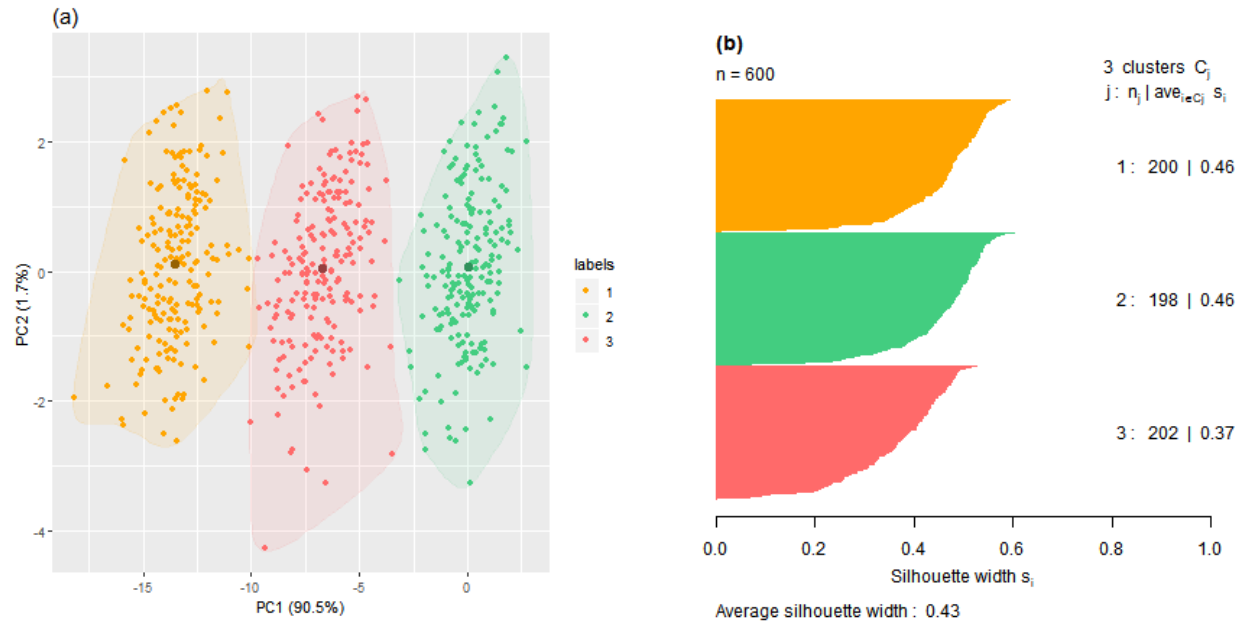 (a)
PC2 (1.7%)
2
0
-2
-4
-15
-10
-5
0
PC1 (90.5%)
labels
1
2
3
(b)
n = 600
3 clusters Cj
j : nj | avei∈Cj si
1 : 200 | 0.46
2 : 198 | 0.46
3 : 202 | 0.37
0.0
0.2
0.4
0.6
0.8
1.0
Silhouette width si
Average silhouette width : 0.43